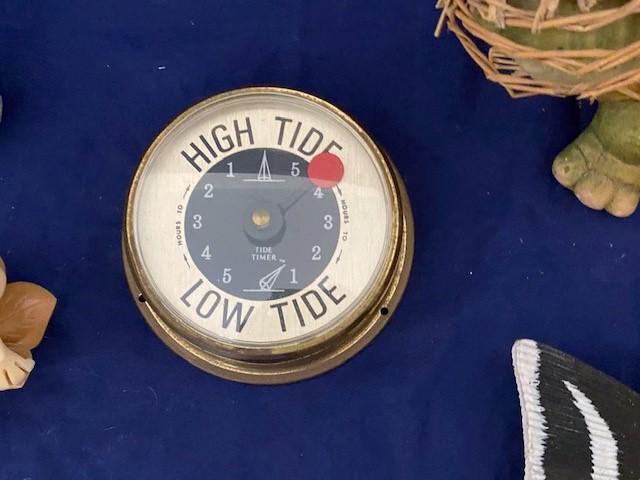 HIGH TIDE
1 5
2 4
3 3
4 2
5 1
HOURS TO
HOURS TO
TIDE
TIMER
LOW TIDE